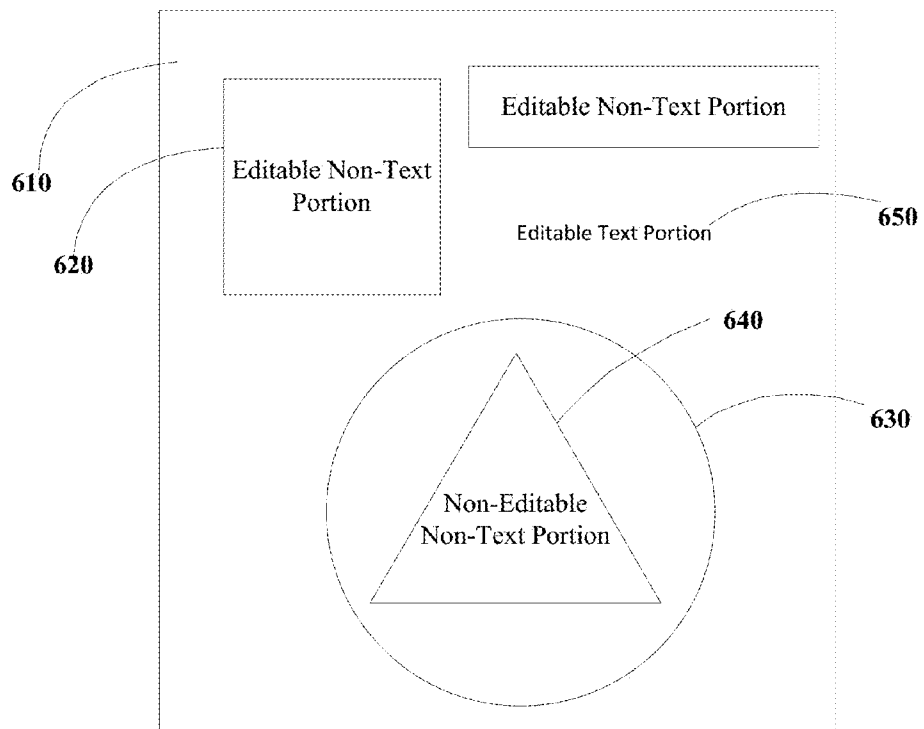 Editable Non-Text Portion
Editable Non-Text
Portion
610
620
650
Editable Text Portion
640
630
Non-Editable
Non-Text Portion